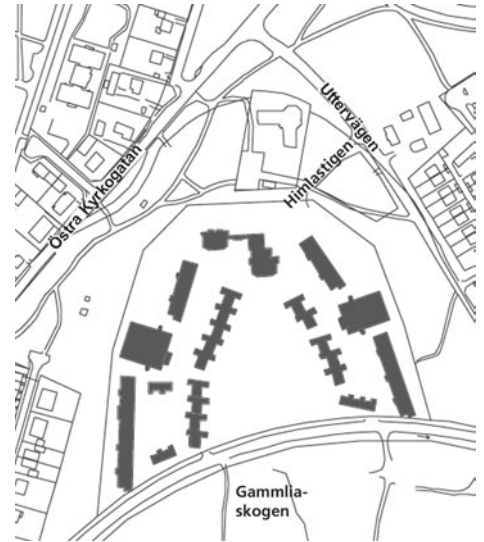 Uttervägen
Östra Kyrkogatan
Himlastigen
Gammlia-
skogen